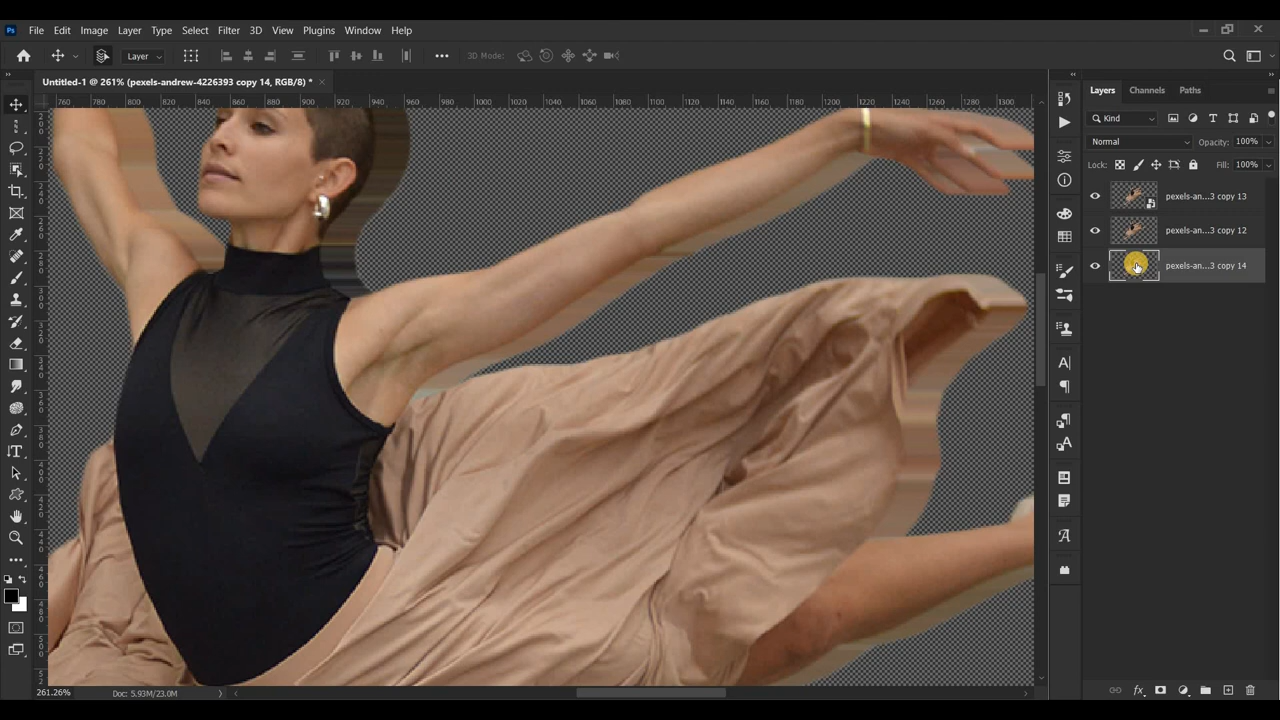 Ps File Edit Image Layer Type Select Filter 3D View Plugins Window Help
Layer 3D Mode:
Untitled-1 @ 261% (pexels-andrew-4226393 copy 14, RGB/8) *
760 780 800 820 840 860 880 900 920 940 960 980 1000 1020 1040 1060 1080 1100 1120 1140 1160 1180 1200 1220 1240 1260 1280 1300
Layers Channels Paths
Kind
Normal Opacity: 100%
Lock: Fill: 100%
pexels-an...3 copy 13
pexels-an...3 copy 12
pexels-an...3 copy 14
261.26% Doc: 5.93M/23.0M